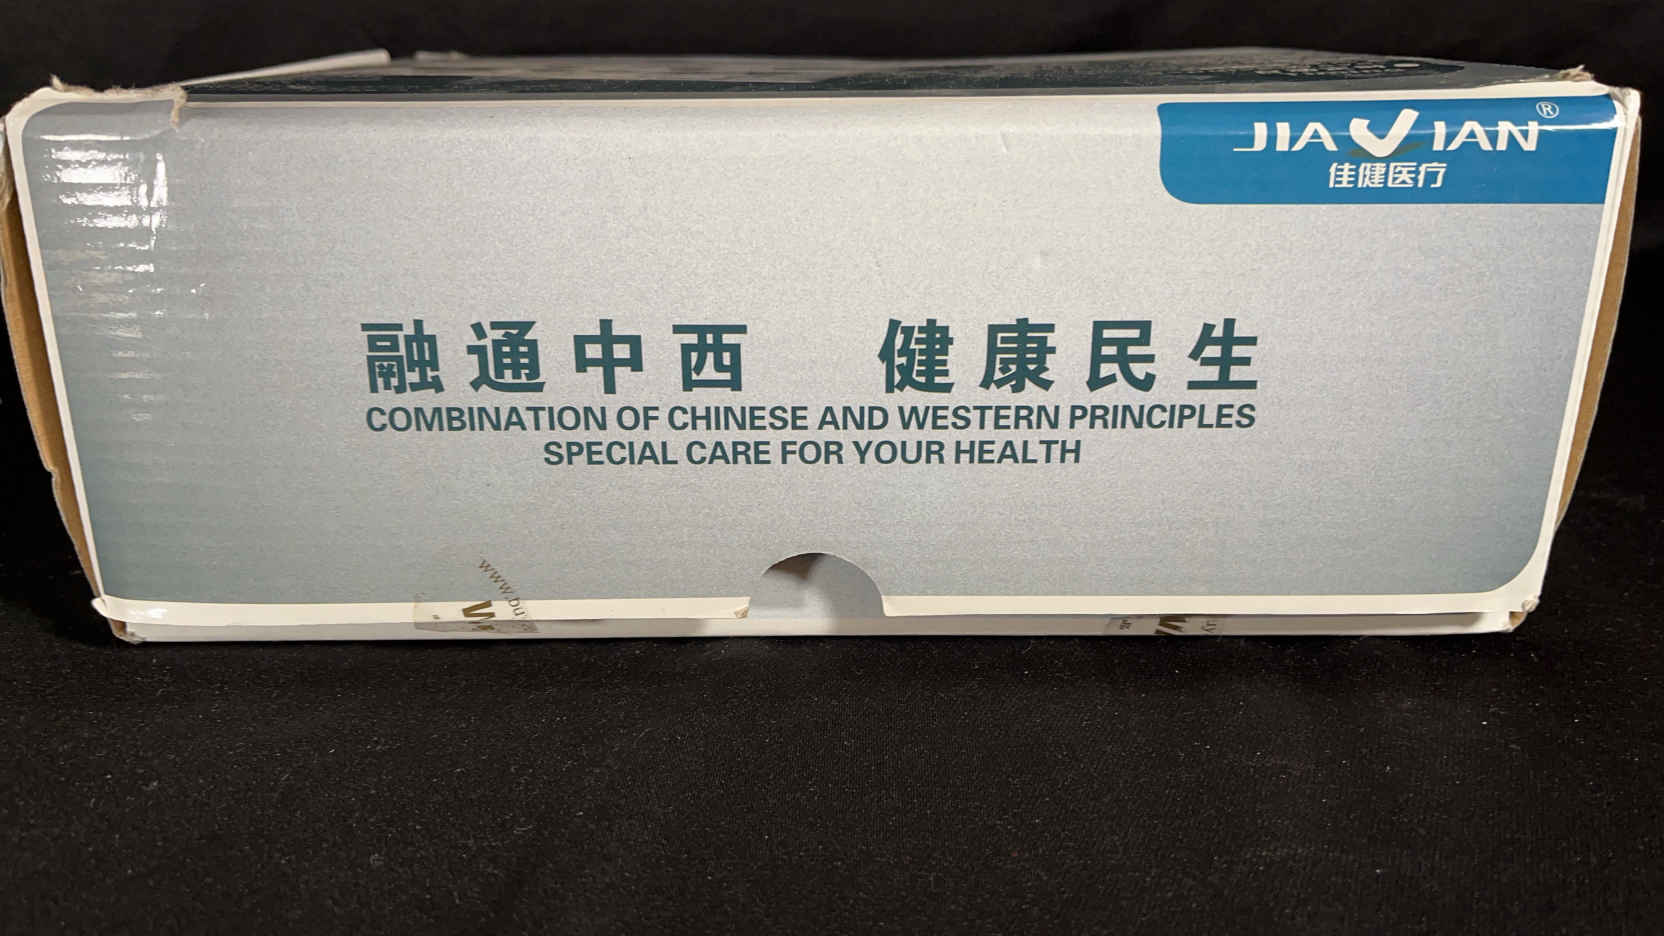 JIAJIAN®
佳健医疗
融通中西 健康民生
COMBINATION OF CHINESE AND WESTERN PRINCIPLES
SPECIAL CARE FOR YOUR HEALTH